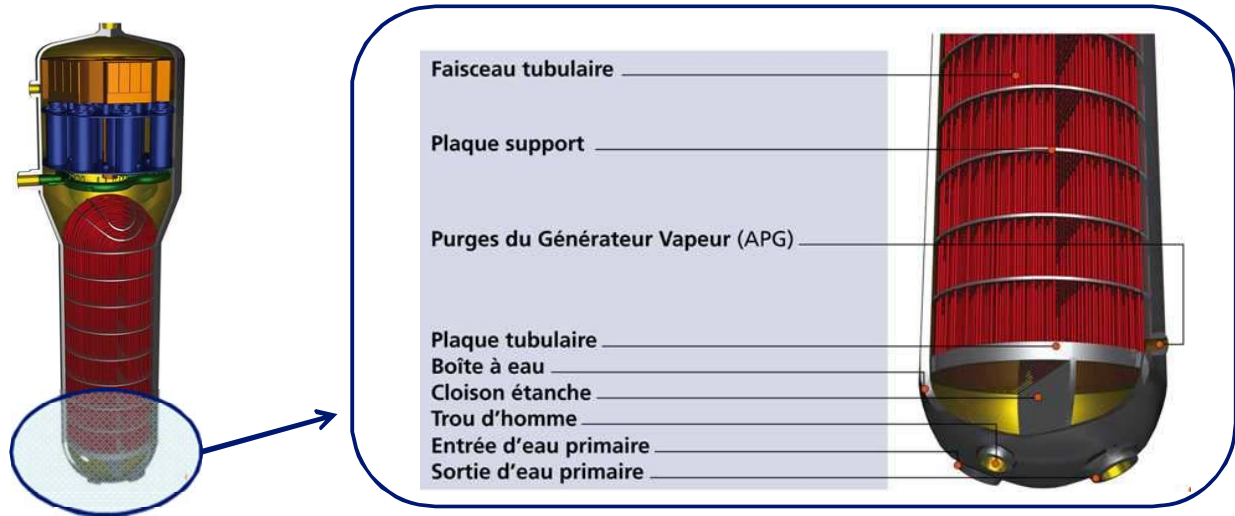 Faisceau tubulaire
Plaque support
Purges du Générateur Vapeur (APG)
Plaque tubulaire
Boîte à eau
Cloison étanche
Trou d’homme
Entrée d’eau primaire
Sortie d’eau primaire